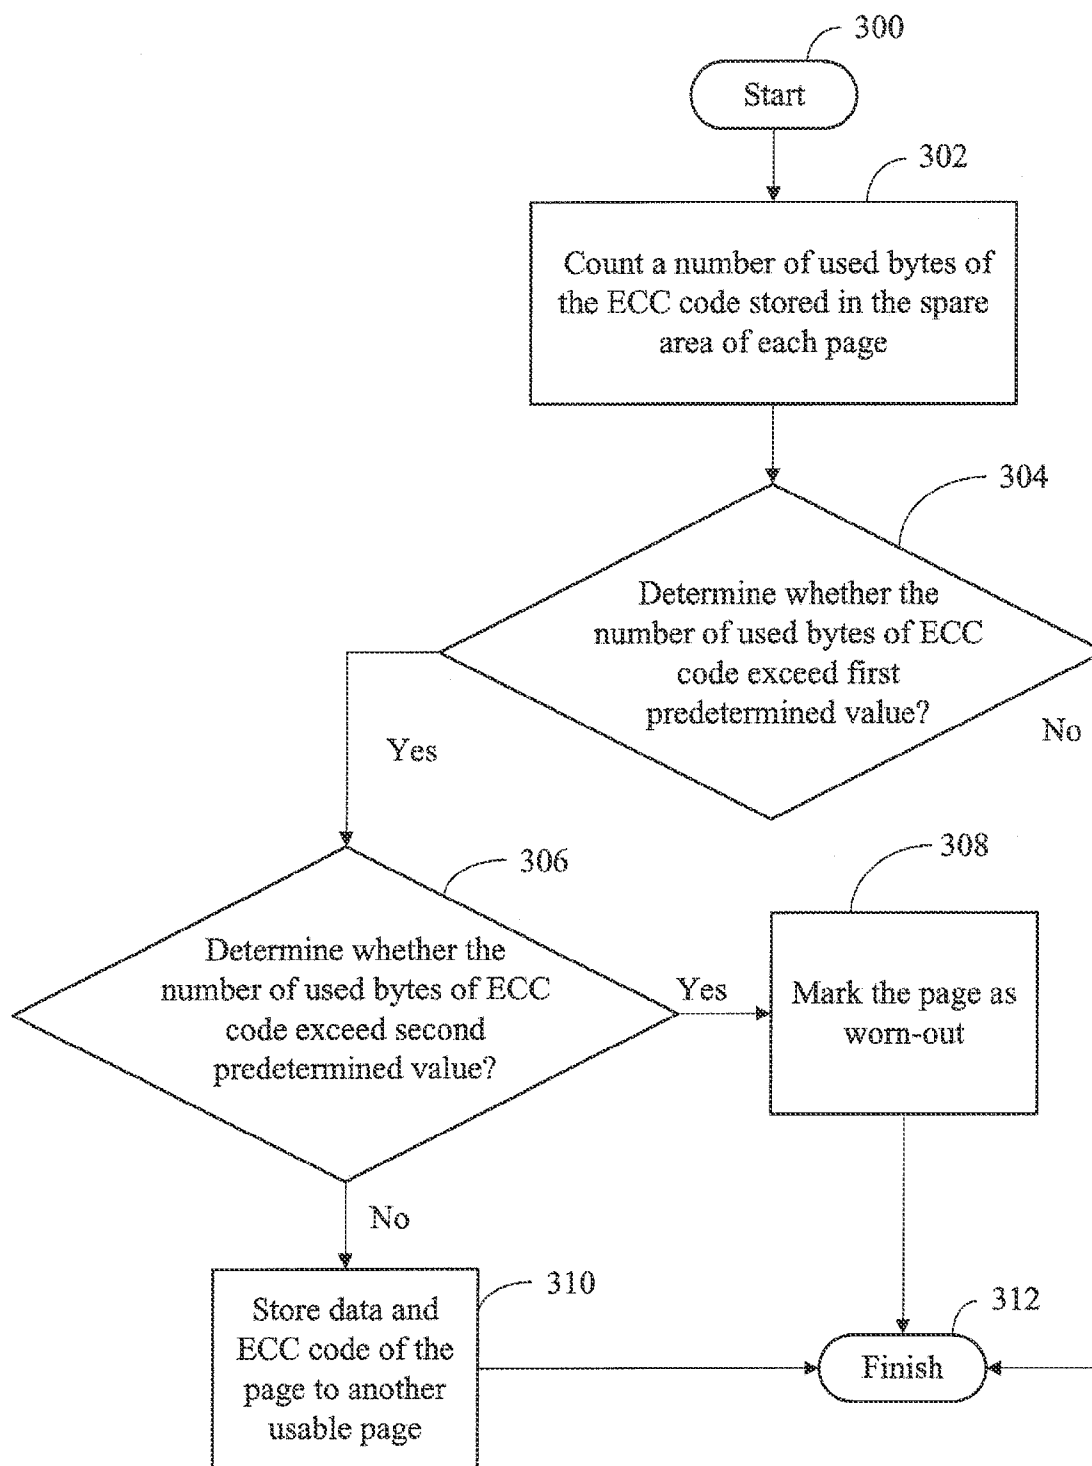 300
Start
302
Count a number of used bytes of
the ECC code stored in the spare
area of each page
304
Determine whether the
number of used bytes of ECC
code exceed first
predetermined value?
No
Yes
306
308
Determine whether the
number of used bytes of ECC
code exceed second
predetermined value?
Yes
Mark the page as
worn-out
No
310
312
Store data and
ECC code of the
page to another
usable page
Finish